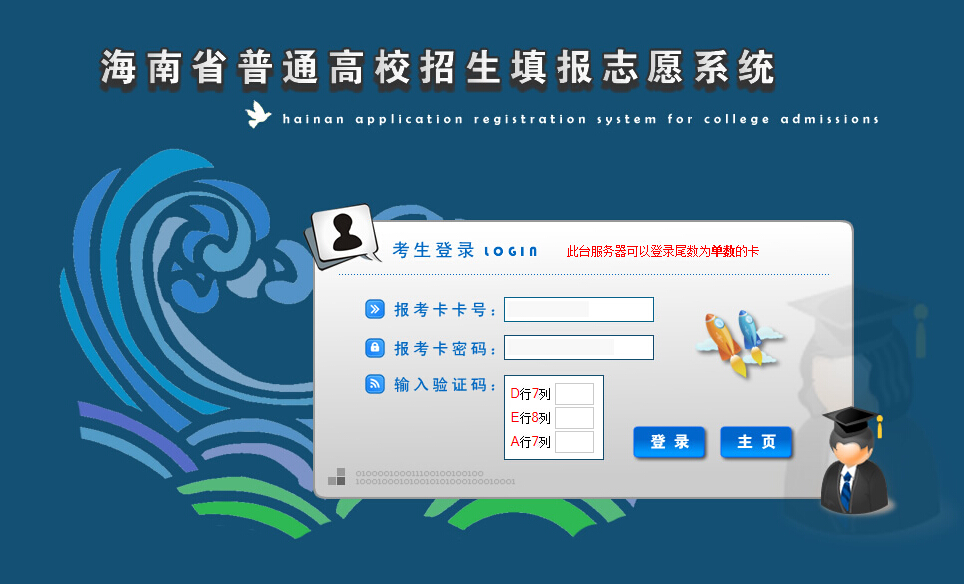 海南省普通高校招生填报志愿系统
hainan application registration system for college admissions
考生登录 LOGIN 此台服务器可以登录尾数为单数的卡
报考卡卡号：
报考卡密码：
输入验证码：
D行7列
E行8列
A行7列
登录 主页